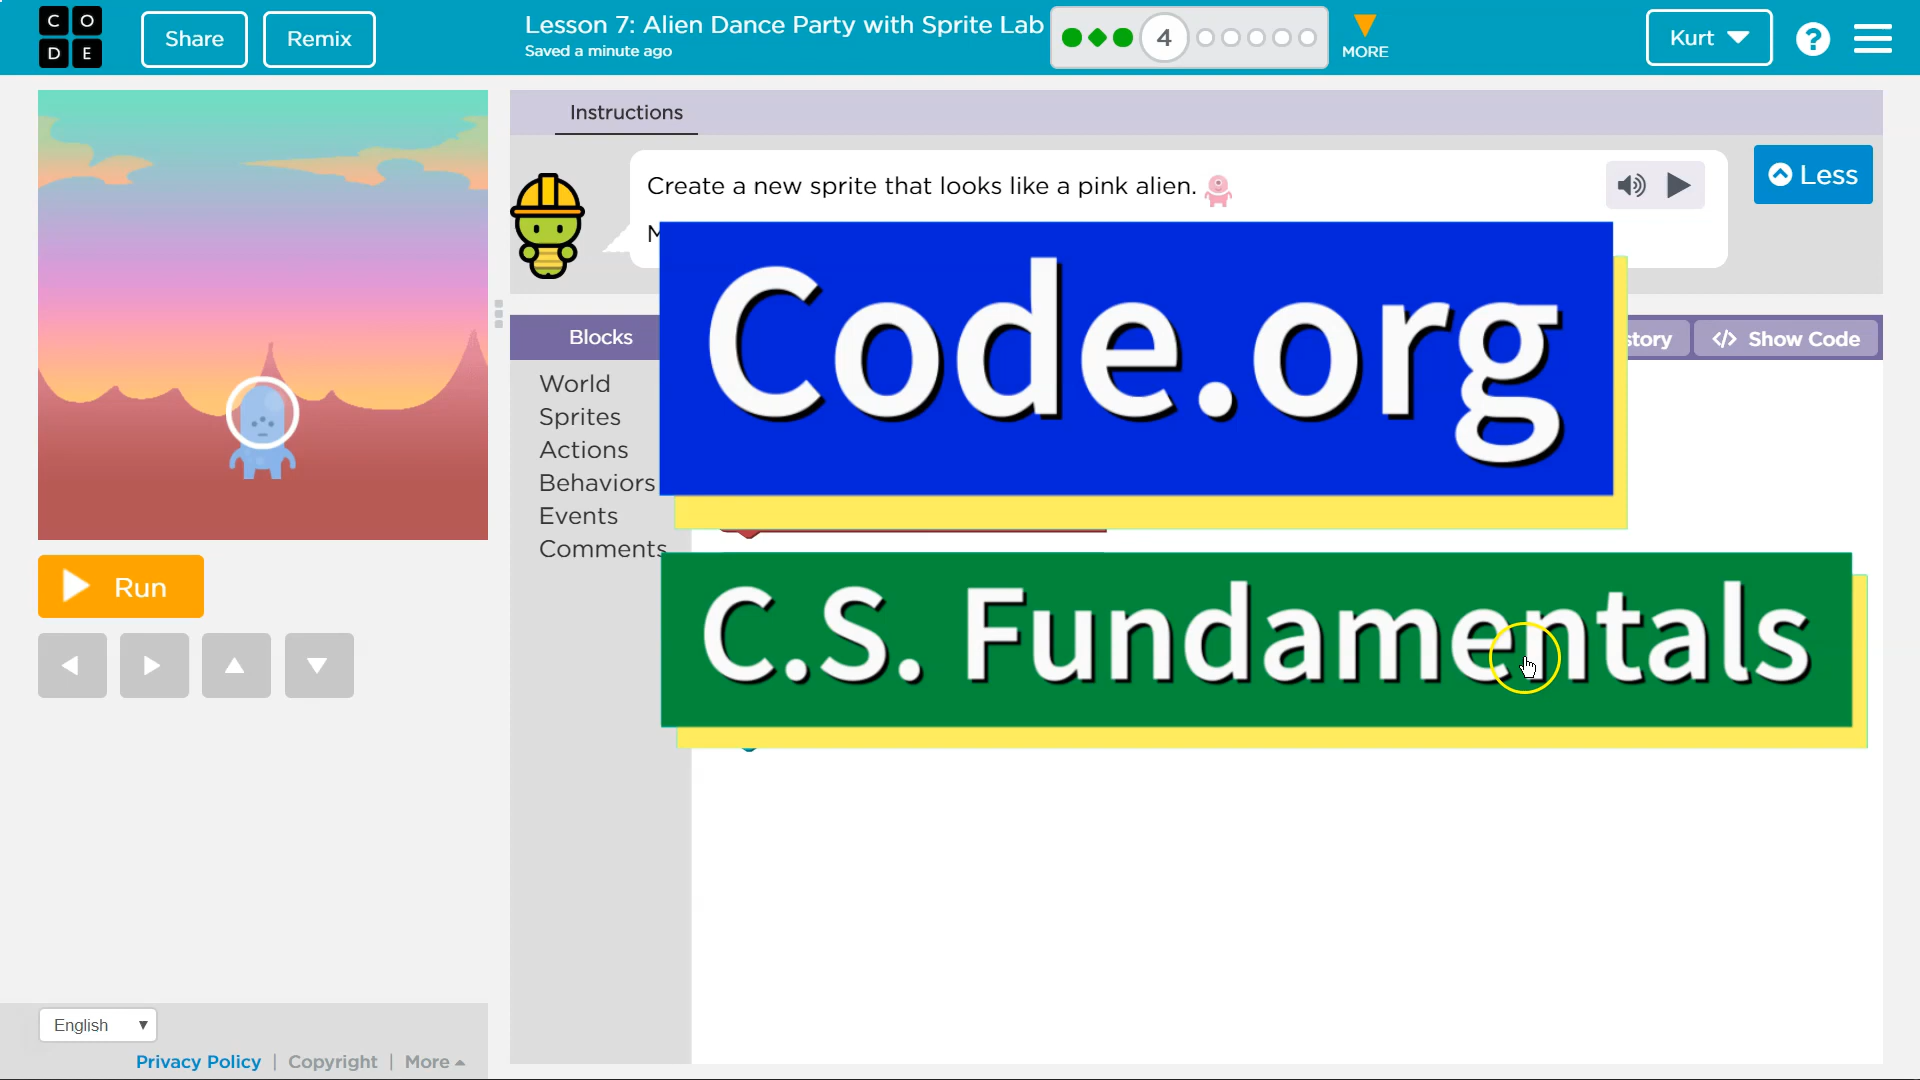 CODE
Share
Remix
Lesson 7: Alien Dance Party with Sprite Lab
Saved a minute ago
4
MORE
Kurt
?
Instructions
Create a new sprite that looks like a pink alien.
Less
M
Code.org
Blocks
story
</> Show Code
World
Sprites
Actions
Behaviors
Events
Comments
C.S. Fundamentals
Run
English
Privacy Policy | Copyright | More